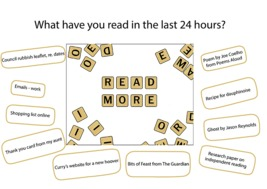 What have you read in the last 24 hours?
Council rubbish leaflet, re. dates
Emails - work
Shopping list online
Thank you card from my aunt
Curry's website for a new hoover
Bits of Feast from The Guardian
READ
MORE
Poem by Joe Coelho
from Poems Aloud
Recipe for dauphinoise
Ghost by Jason Reynolds
Research paper on
independent reading